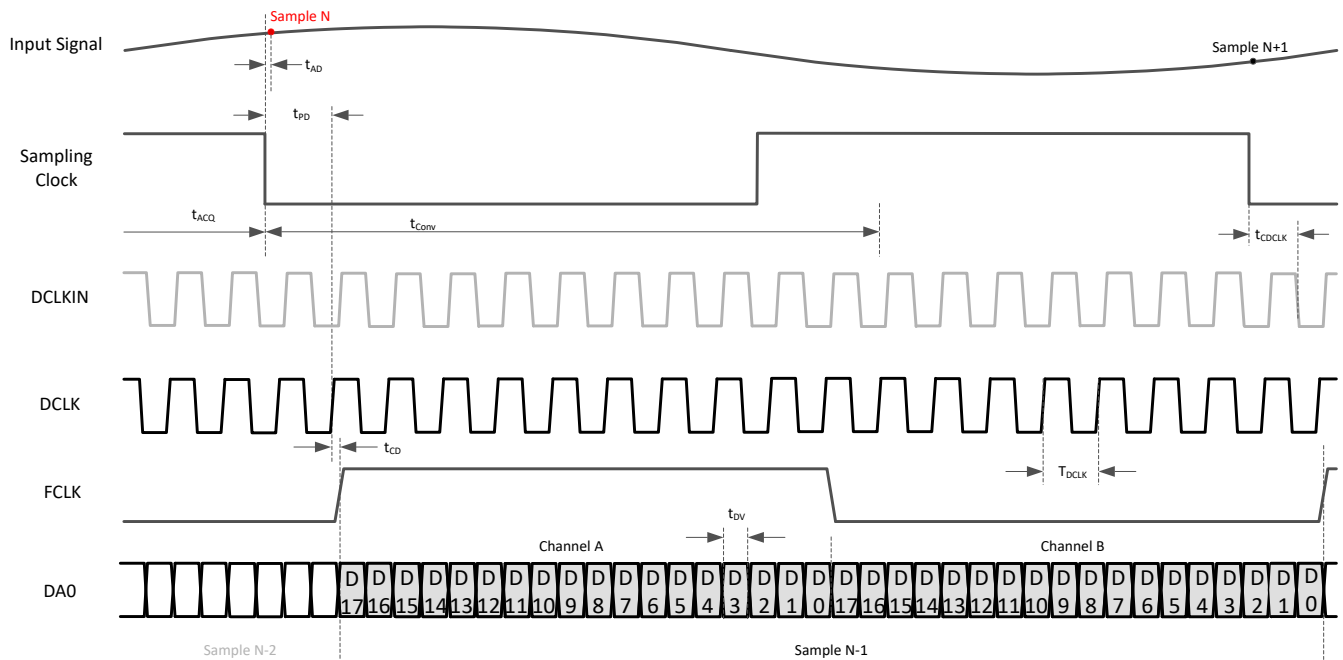 Sample N
Input Signal
Sample N+1
tAD
tPD
Sampling
Clock
tACQ
tConv
tCDCLK
DCLKIN
DCLK
tCD
FCLK
TDCLK
tDV
Channel A
Channel B
DA0
D D D D D D D D D D D D D D D D D D D D D D D D D D D D D D D D D D D D
17 16 15 14 13 12 11 10 9 8 7 6 5 4 3 2 1 0 17 16 15 14 13 12 11 10 9 8 7 6 5 4 3 2 1 0
Sample N-2
Sample N-1